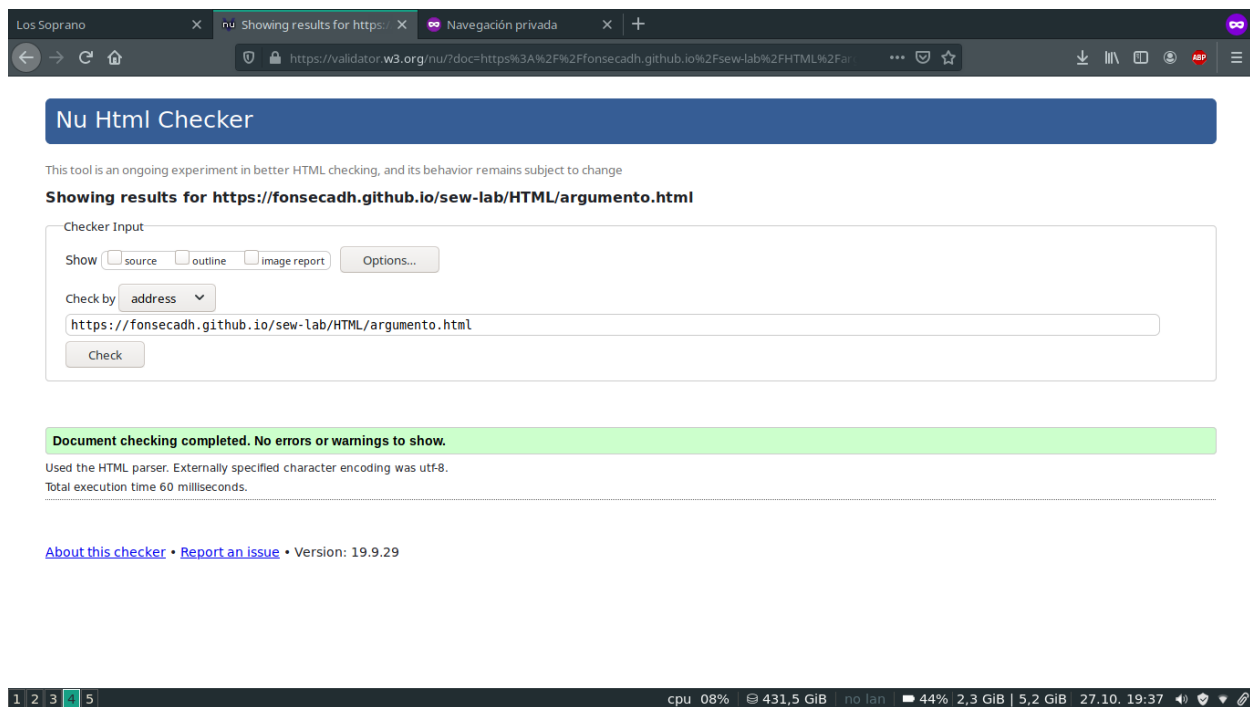 Los Soprano
nu Showing results for https:/
Navegación privada
https://validator.w3.org/nu/?doc=https%3A%2F%2Ffonsecadh.github.io%2Fsew-lab%2FHTML%2Far
ABP
Nu Html Checker
This tool is an ongoing experiment in better HTML checking, and its behavior remains subject to change
Showing results for https://fonsecadh.github.io/sew-lab/HTML/argumento.html
Checker Input
Show source outline image report Options...
Check by address
https://fonsecadh.github.io/sew-lab/HTML/argumento.html
Check
Document checking completed. No errors or warnings to show.
Used the HTML parser. Externally specified character encoding was utf-8.
Total execution time 60 milliseconds.
About this checker • Report an issue • Version: 19.9.29
1 2 3 4 5 cpu 08% 431,5 GiB no lan 44% 2,3 GiB | 5,2 GiB 27.10. 19:37